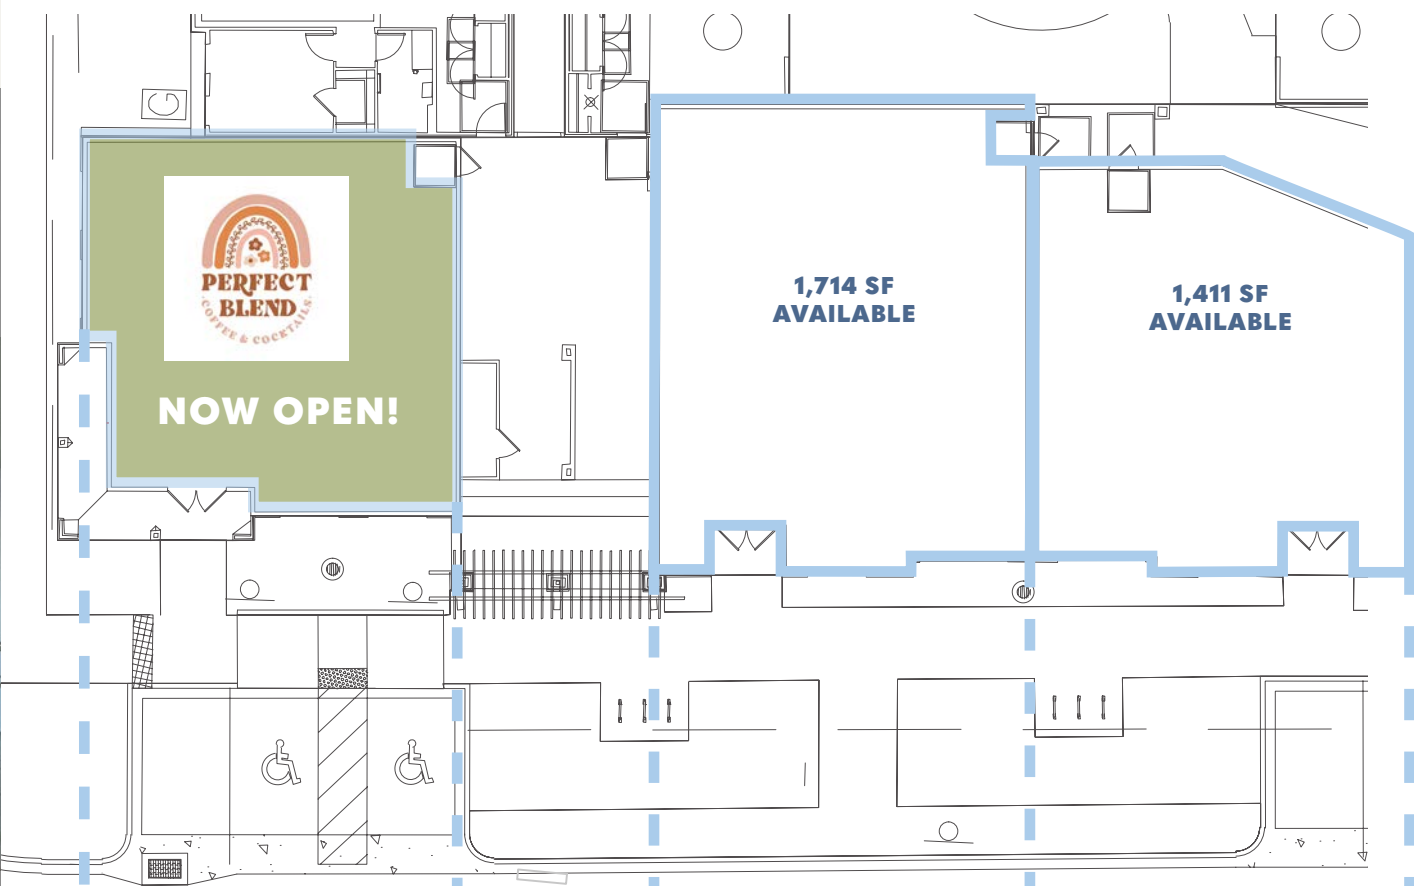 PERFECT
BLEND
COFFEE & COCKTAILS
NOW OPEN!
1,714 SF
AVAILABLE
1,411 SF
AVAILABLE